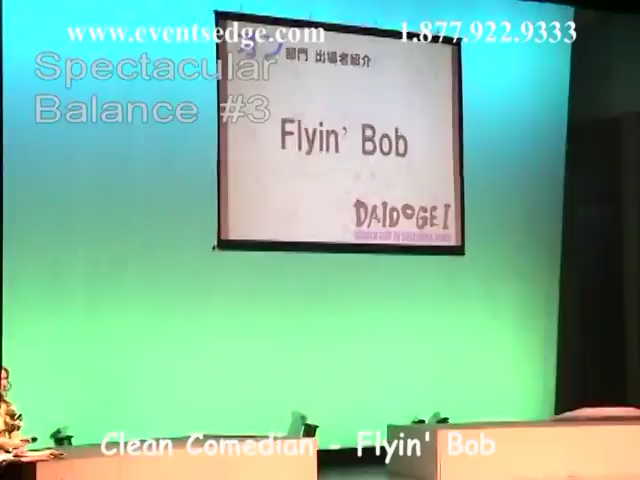 www.eventsedge.com 1.877.922.9333
Spectacular
Balance #3
部門 出場者紹介
Flyin' Bob
DAIDOGEI
Clean Comedian - Flyin' Bob